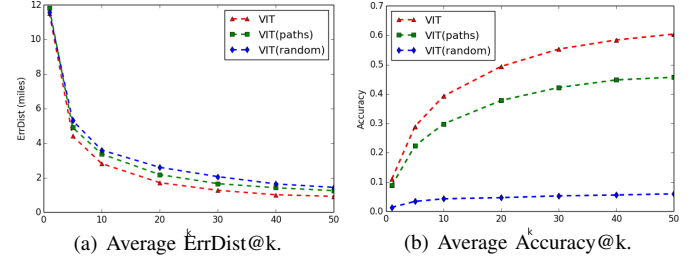 12
10
8
6
4
2
0
ErrDist (miles)
VIT
VIT(paths)
VIT(random)
0 10 20 30 40 50
k
(a) Average ErrDist@k.
0.7
0.6
0.5
0.4
0.3
0.2
0.1
0.0
Accuracy
VIT
VIT(paths)
VIT(random)
0 10 20 30 40 50
k
(b) Average Accuracy@k.